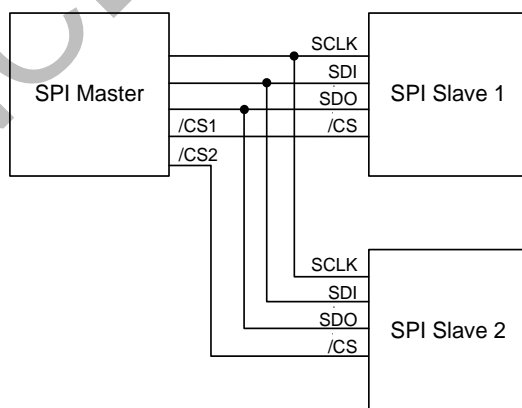 SPI Master
/CS1
/CS2
SCLK
SDI
SDO
/CS
SPI Slave 1
SCLK
SDI
SDO
/CS
SPI Slave 2